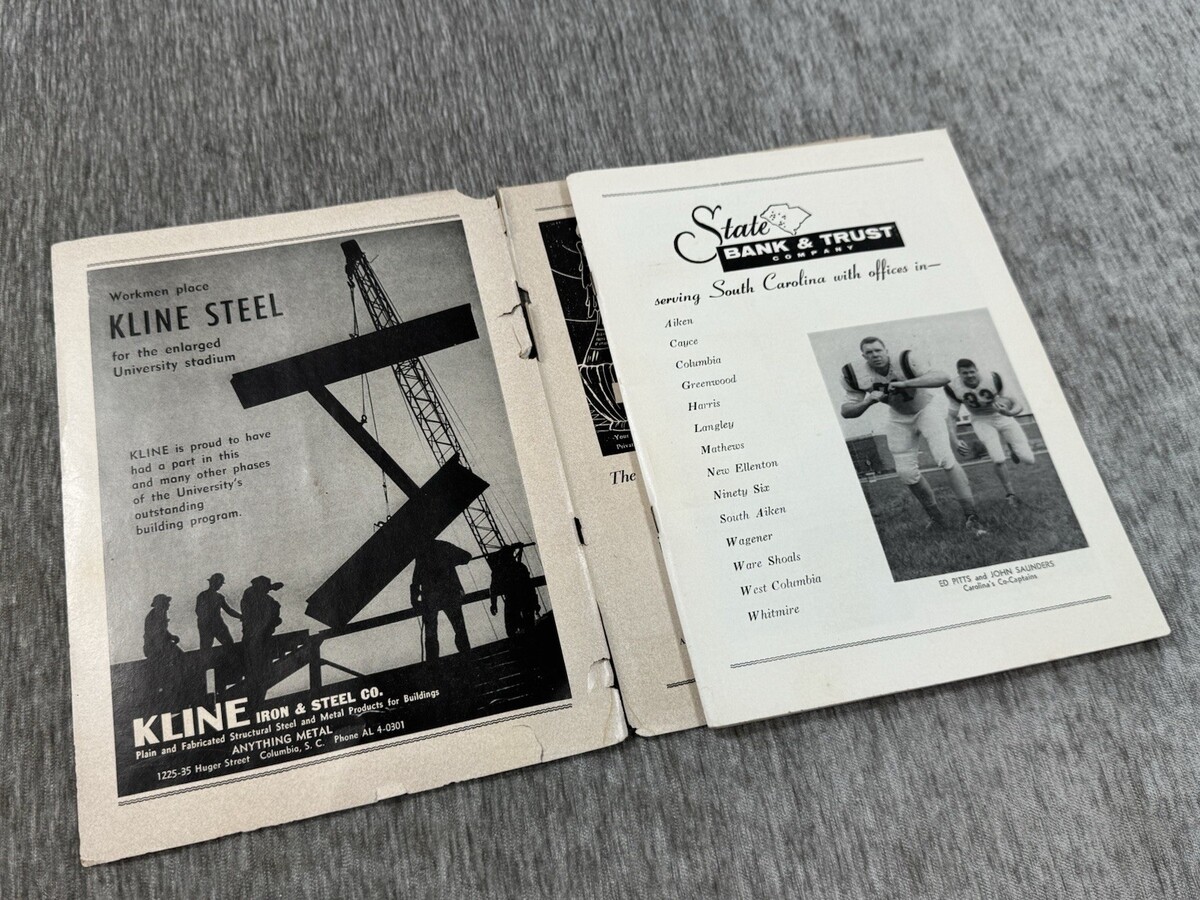 Workmen place
KLINE STEEL
for the enlarged
University stadium
KLINE is proud to have
had a part in this
and many other phases
of the University's
outstanding
building program.
KLINE IRON & STEEL CO.
Plain and Fabricated Structural Steel and Metal Products for Buildings
ANYTHING METAL
1225-35 Huger Street Columbia, S. C. Phone AL 4-0301
The
State
BANK & TRUST
COMPANY
serving South Carolina with offices in—
Aiken
Cayce
Columbia
Greenwood
Harris
Langley
Mathews
New Ellenton
Ninety Six
South Aiken
Wagener
Ware Shoals
West Columbia
Whitmire
ED PITTS and JOHN SAUNDERS
Carolina's Co-Captains